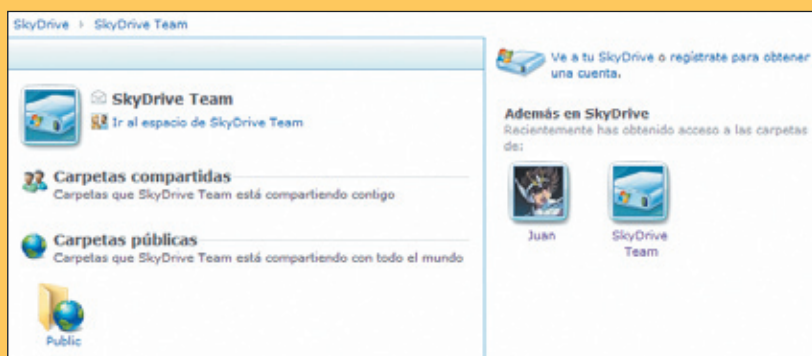 SkyDrive › SkyDrive Team
SkyDrive Team
Ir al espacio de SkyDrive Team
Carpetas compartidas
Carpetas que SkyDrive Team está compartiendo contigo
Carpetas públicas
Carpetas que SkyDrive Team está compartiendo con todo el mundo
Public
Ve a tu SkyDrive o regístrate para obtener
una cuenta.
Además en SkyDrive
Recientemente has obtenido acceso a las carpetas
de:
Juan
SkyDrive
Team